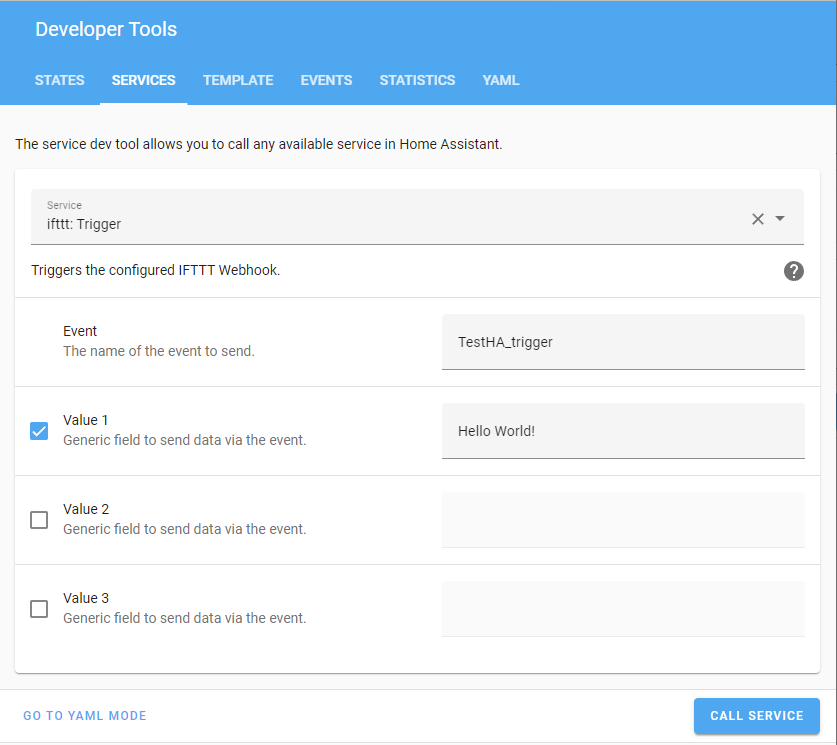 Developer Tools
STATES SERVICES TEMPLATE EVENTS STATISTICS YAML
The service dev tool allows you to call any available service in Home Assistant.
Service
ifttt: Trigger
Triggers the configured IFTTT Webhook.
Event
The name of the event to send.
TestHA_trigger
Value 1
Generic field to send data via the event.
Hello World!
Value 2
Generic field to send data via the event.
Value 3
Generic field to send data via the event.
GO TO YAML MODE
CALL SERVICE